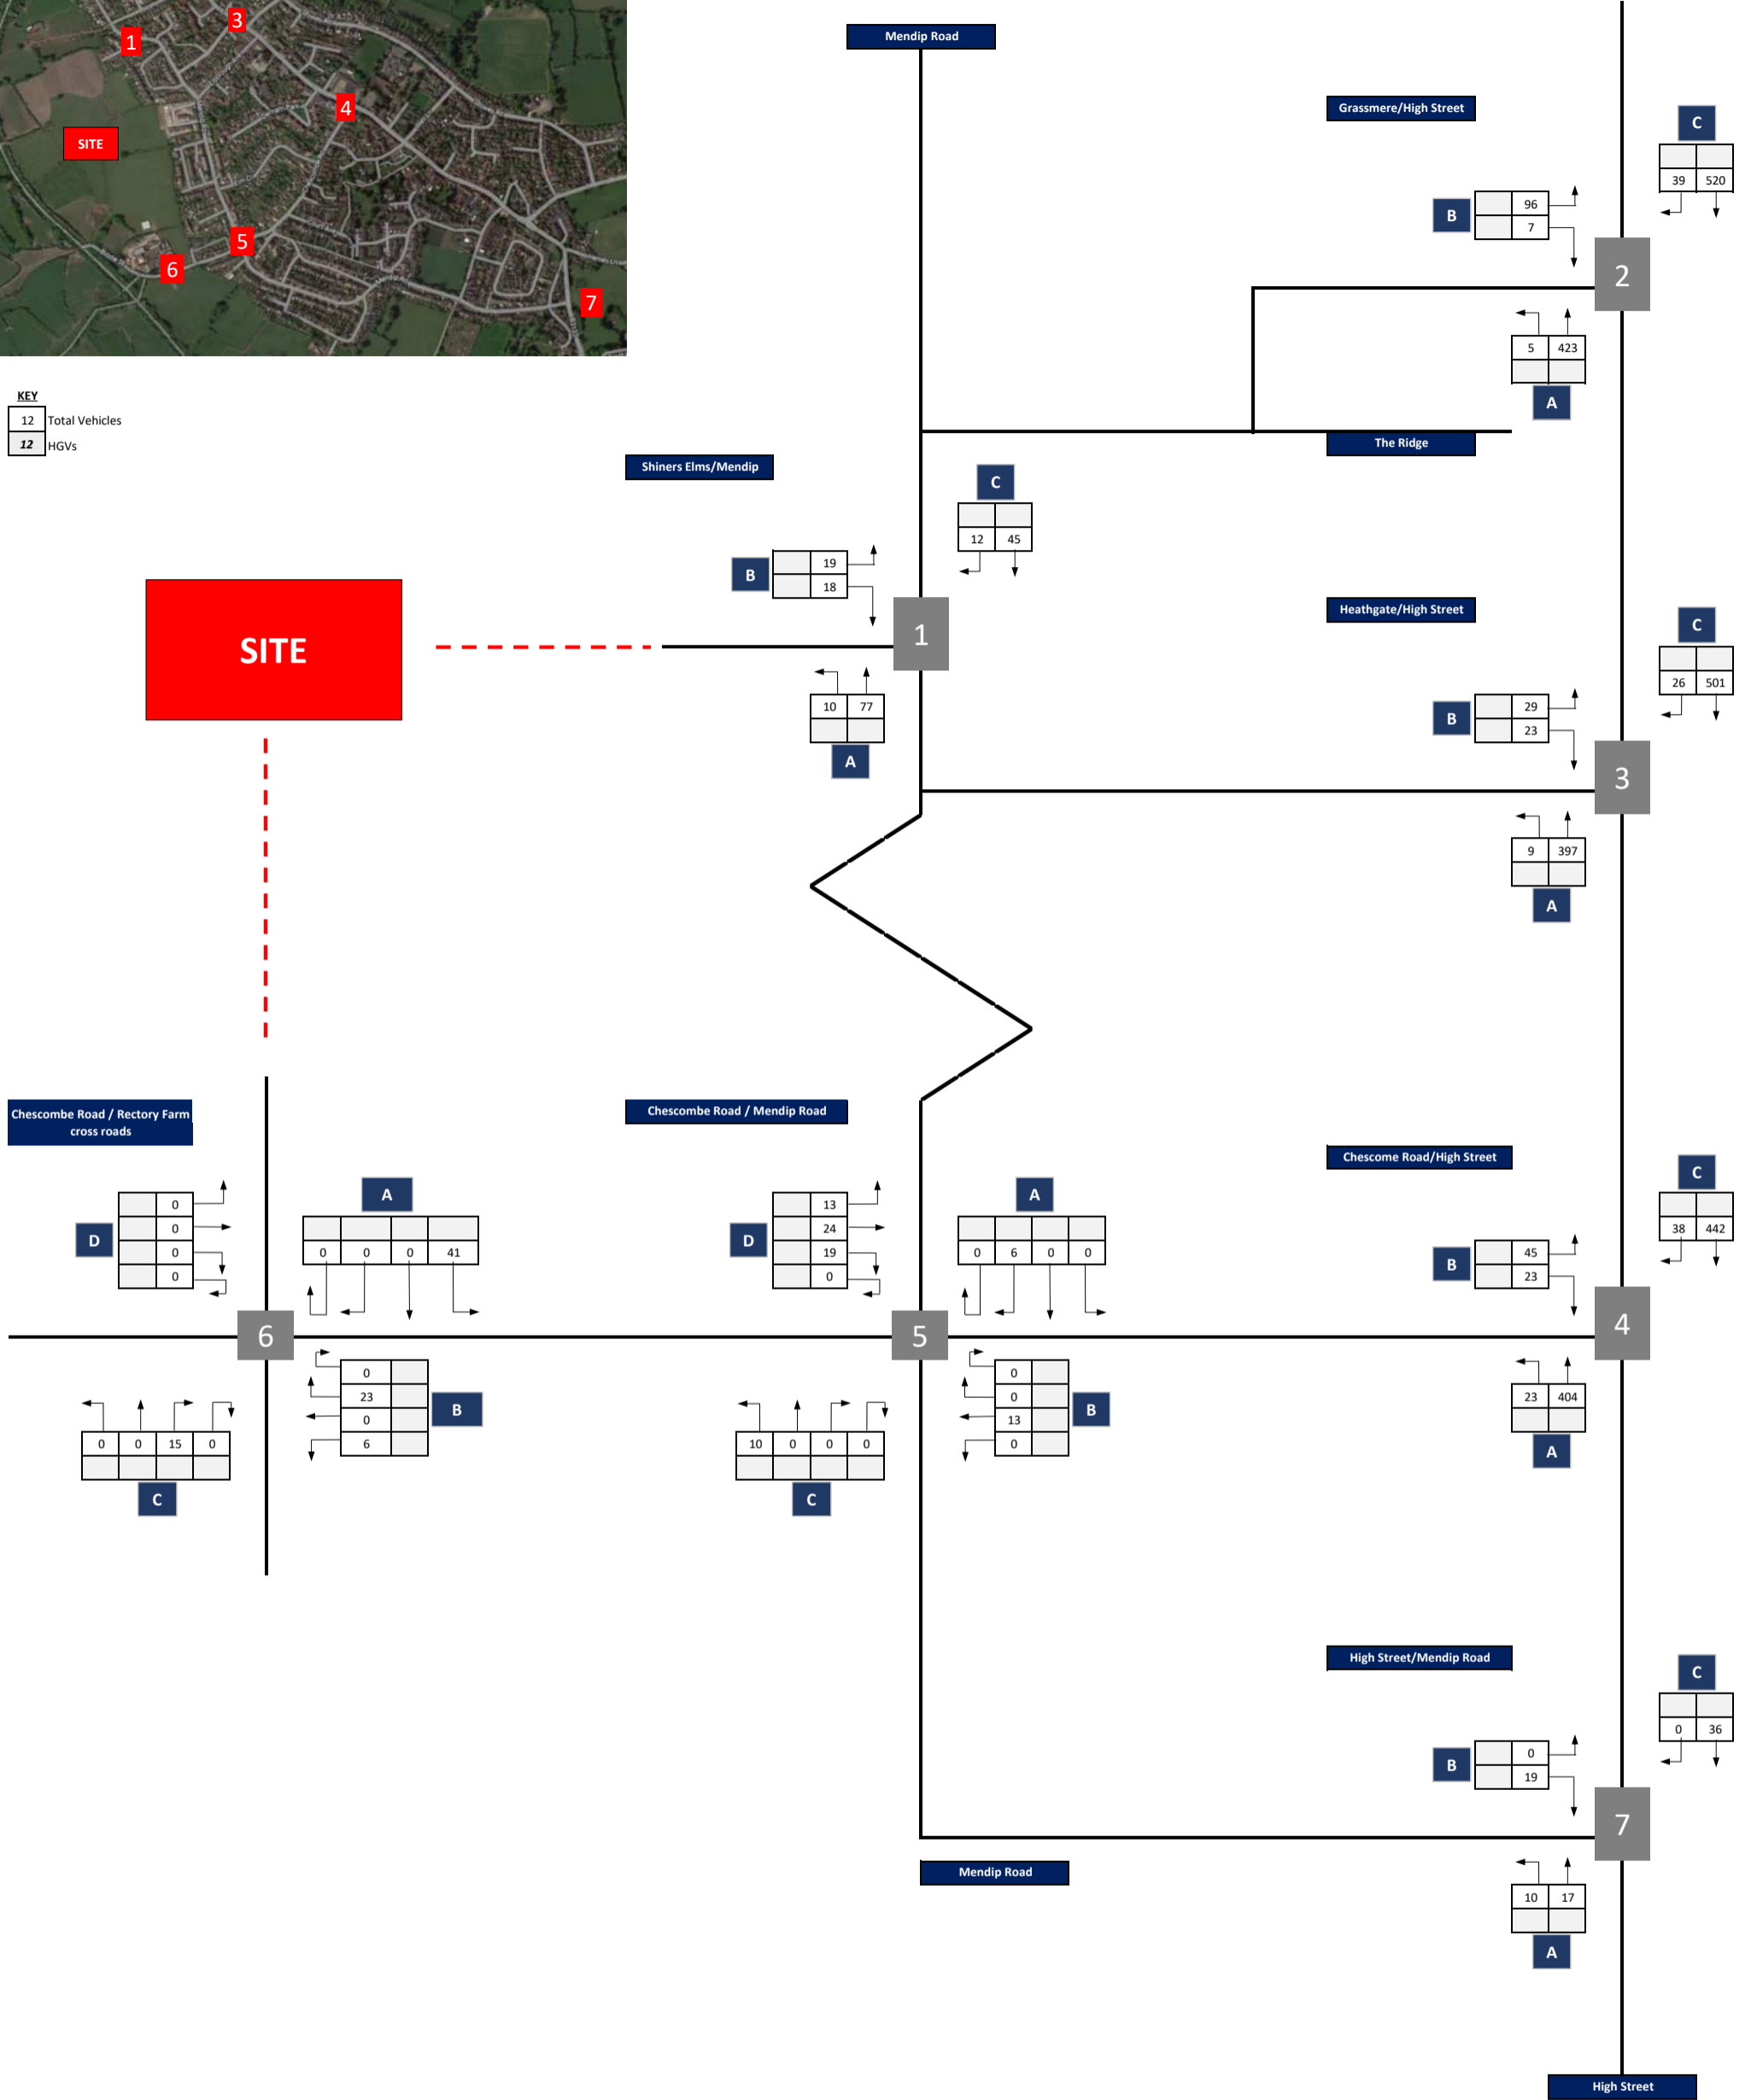 3
1
4
SITE
5
6
7
KEY
12 Total Vehicles
12 HGVs
Mendip Road
Grassmere/High Street
C
39 520
B
96
7
2
5 423
A
The Ridge
Shiners Elms/Mendip
C
12 45
B
19
18
1
10 77
A
SITE
Heathgate/High Street
C
26 501
B
29
23
3
9 397
A
Chescombe Road / Rectory Farm
cross roads
D
0
0
0
0
A
0 0 0 41
6
0
23
0
6
B
0 0 15 0
C
Chescombe Road / Mendip Road
D
13
24
19
0
A
0 6 0 0
5
0
0
13
0
B
10 0 0 0
C
Chescome Road/High Street
C
38 442
B
45
23
4
23 404
A
High Street/Mendip Road
C
0 36
B
0
19
7
Mendip Road
10 17
A
High Street